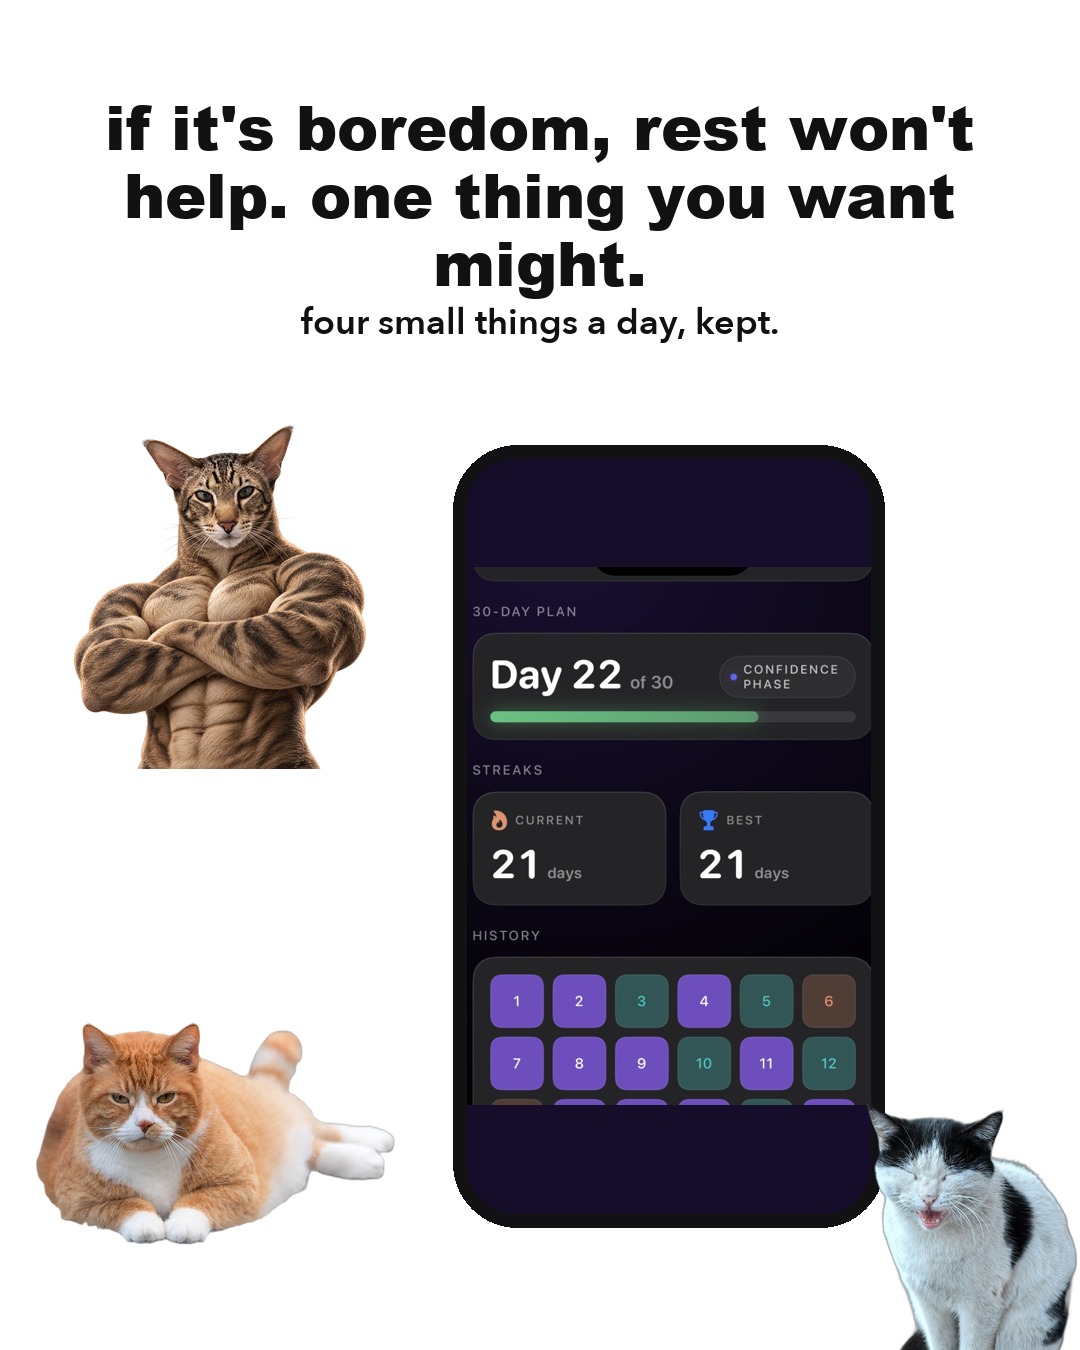 if it's boredom, rest won't
help. one thing you want
might.
four small things a day, kept.
30-DAY PLAN
Day 22 of 30
CONFIDENCE
PHASE
STREAKS
CURRENT
21 days
BEST
21 days
HISTORY
1 2 3 4 5 6
7 8 9 10 11 12